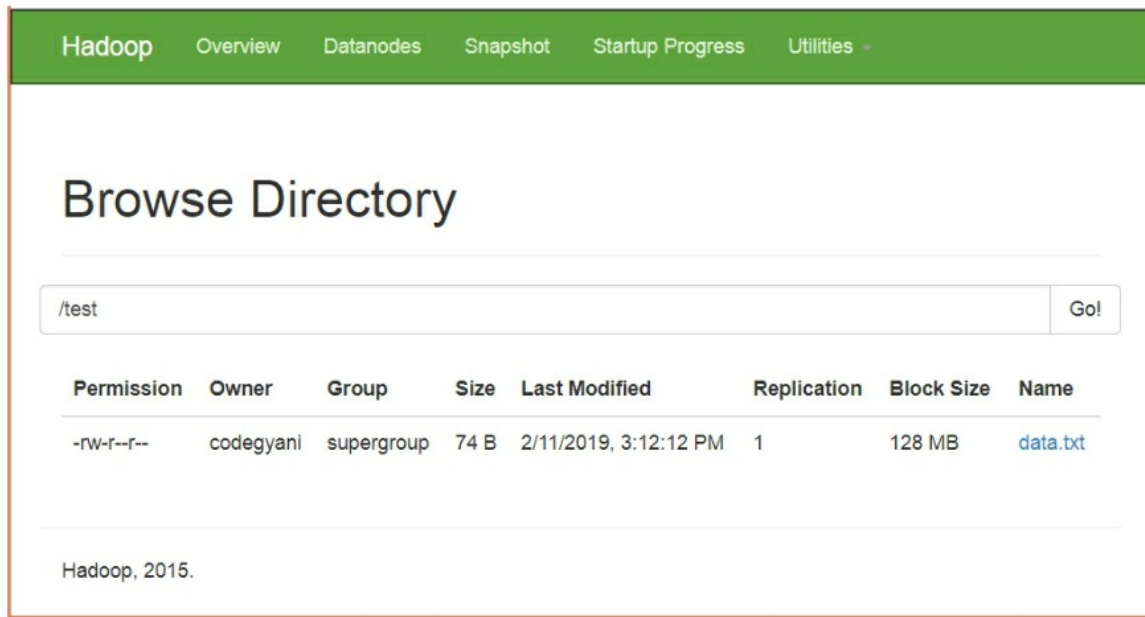 Hadoop Overview Datanodes Snapshot Startup Progress Utilities
Browse Directory
/test Go!
Permission Owner Group Size Last Modified Replication Block Size Name
-rw-r--r-- codegyani supergroup 74 B 2/11/2019, 3:12:12 PM 1 128 MB data.txt
Hadoop, 2015.